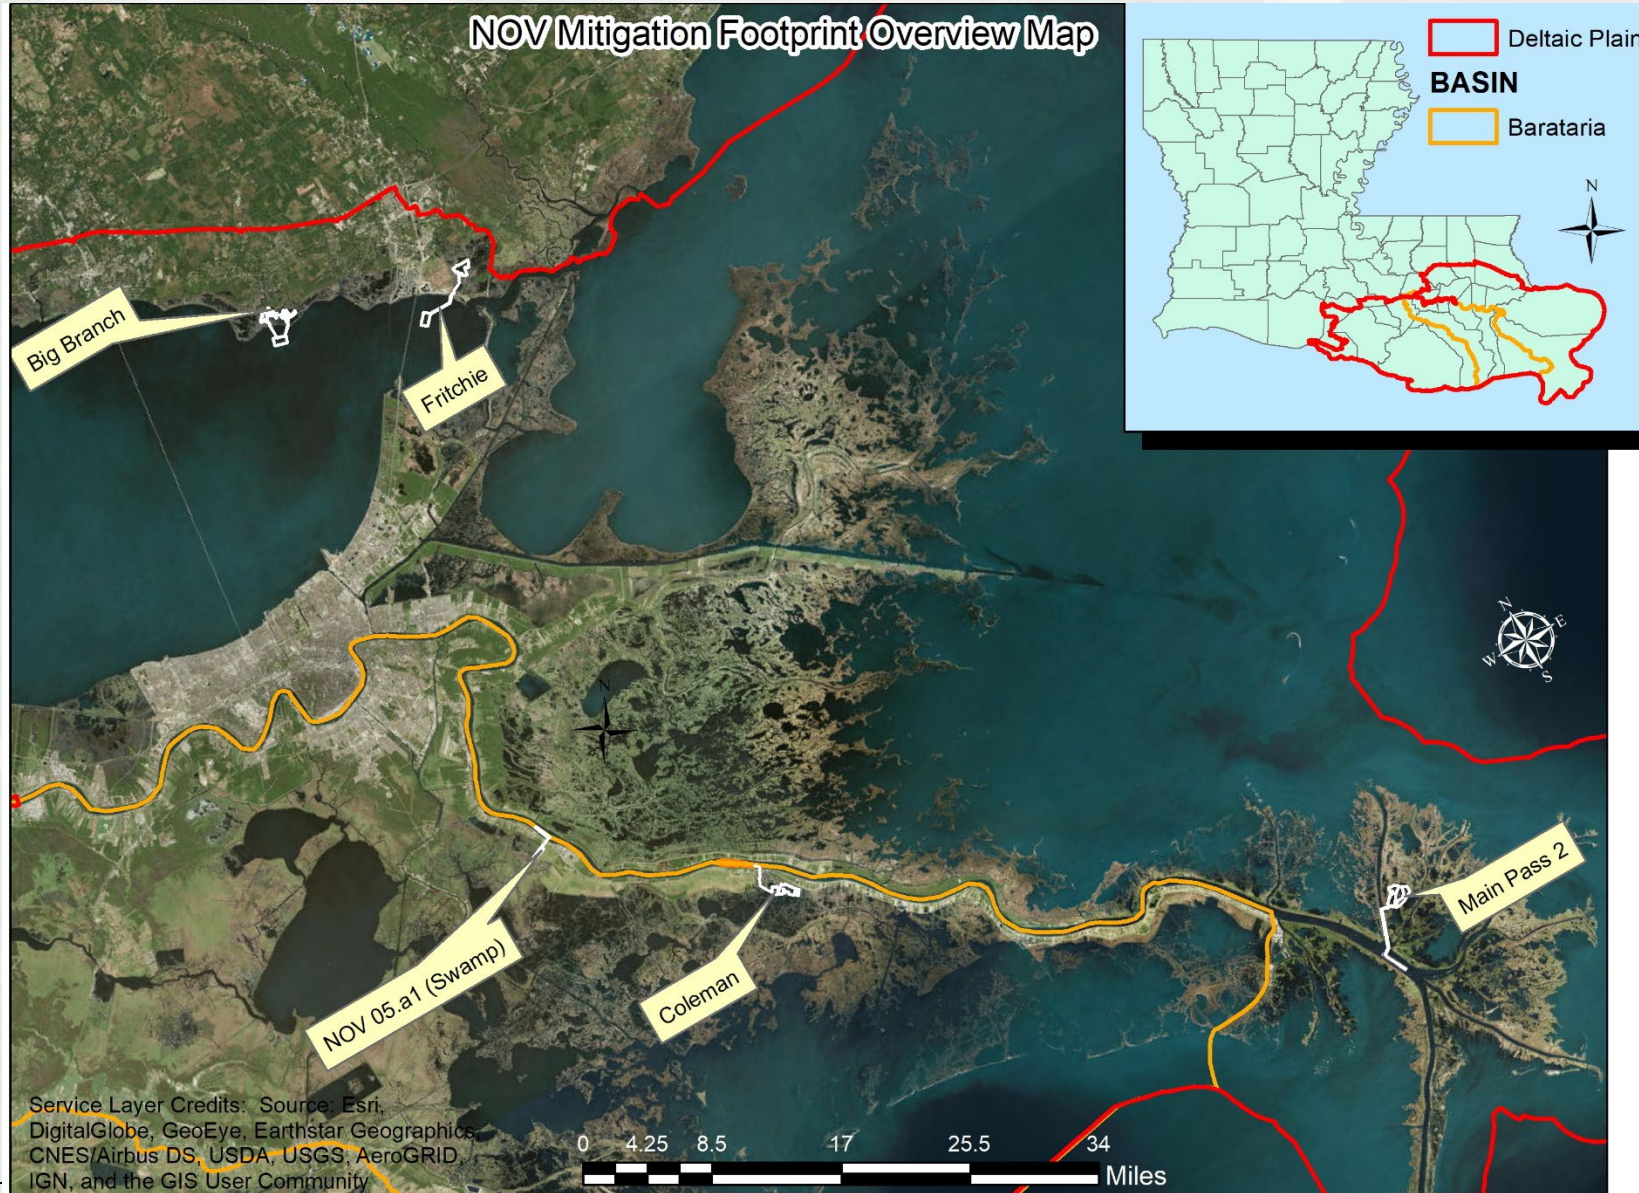 NOV Mitigation Footprint Overview Map
Deltaic Plain
BASIN
Barataria
N
Big Branch
Fritchie
N
E
W
S
N
NOV 05.a1 (Swamp)
Coleman
Main Pass 2
Service Layer Credits: Source: Esri,
DigitalGlobe, GeoEye, Earthstar Geographics,
CNES/Airbus DS, USDA, USGS, AeroGRID,
IGN, and the GIS User Community
0 4.25 8.5 17 25.5 34
Miles